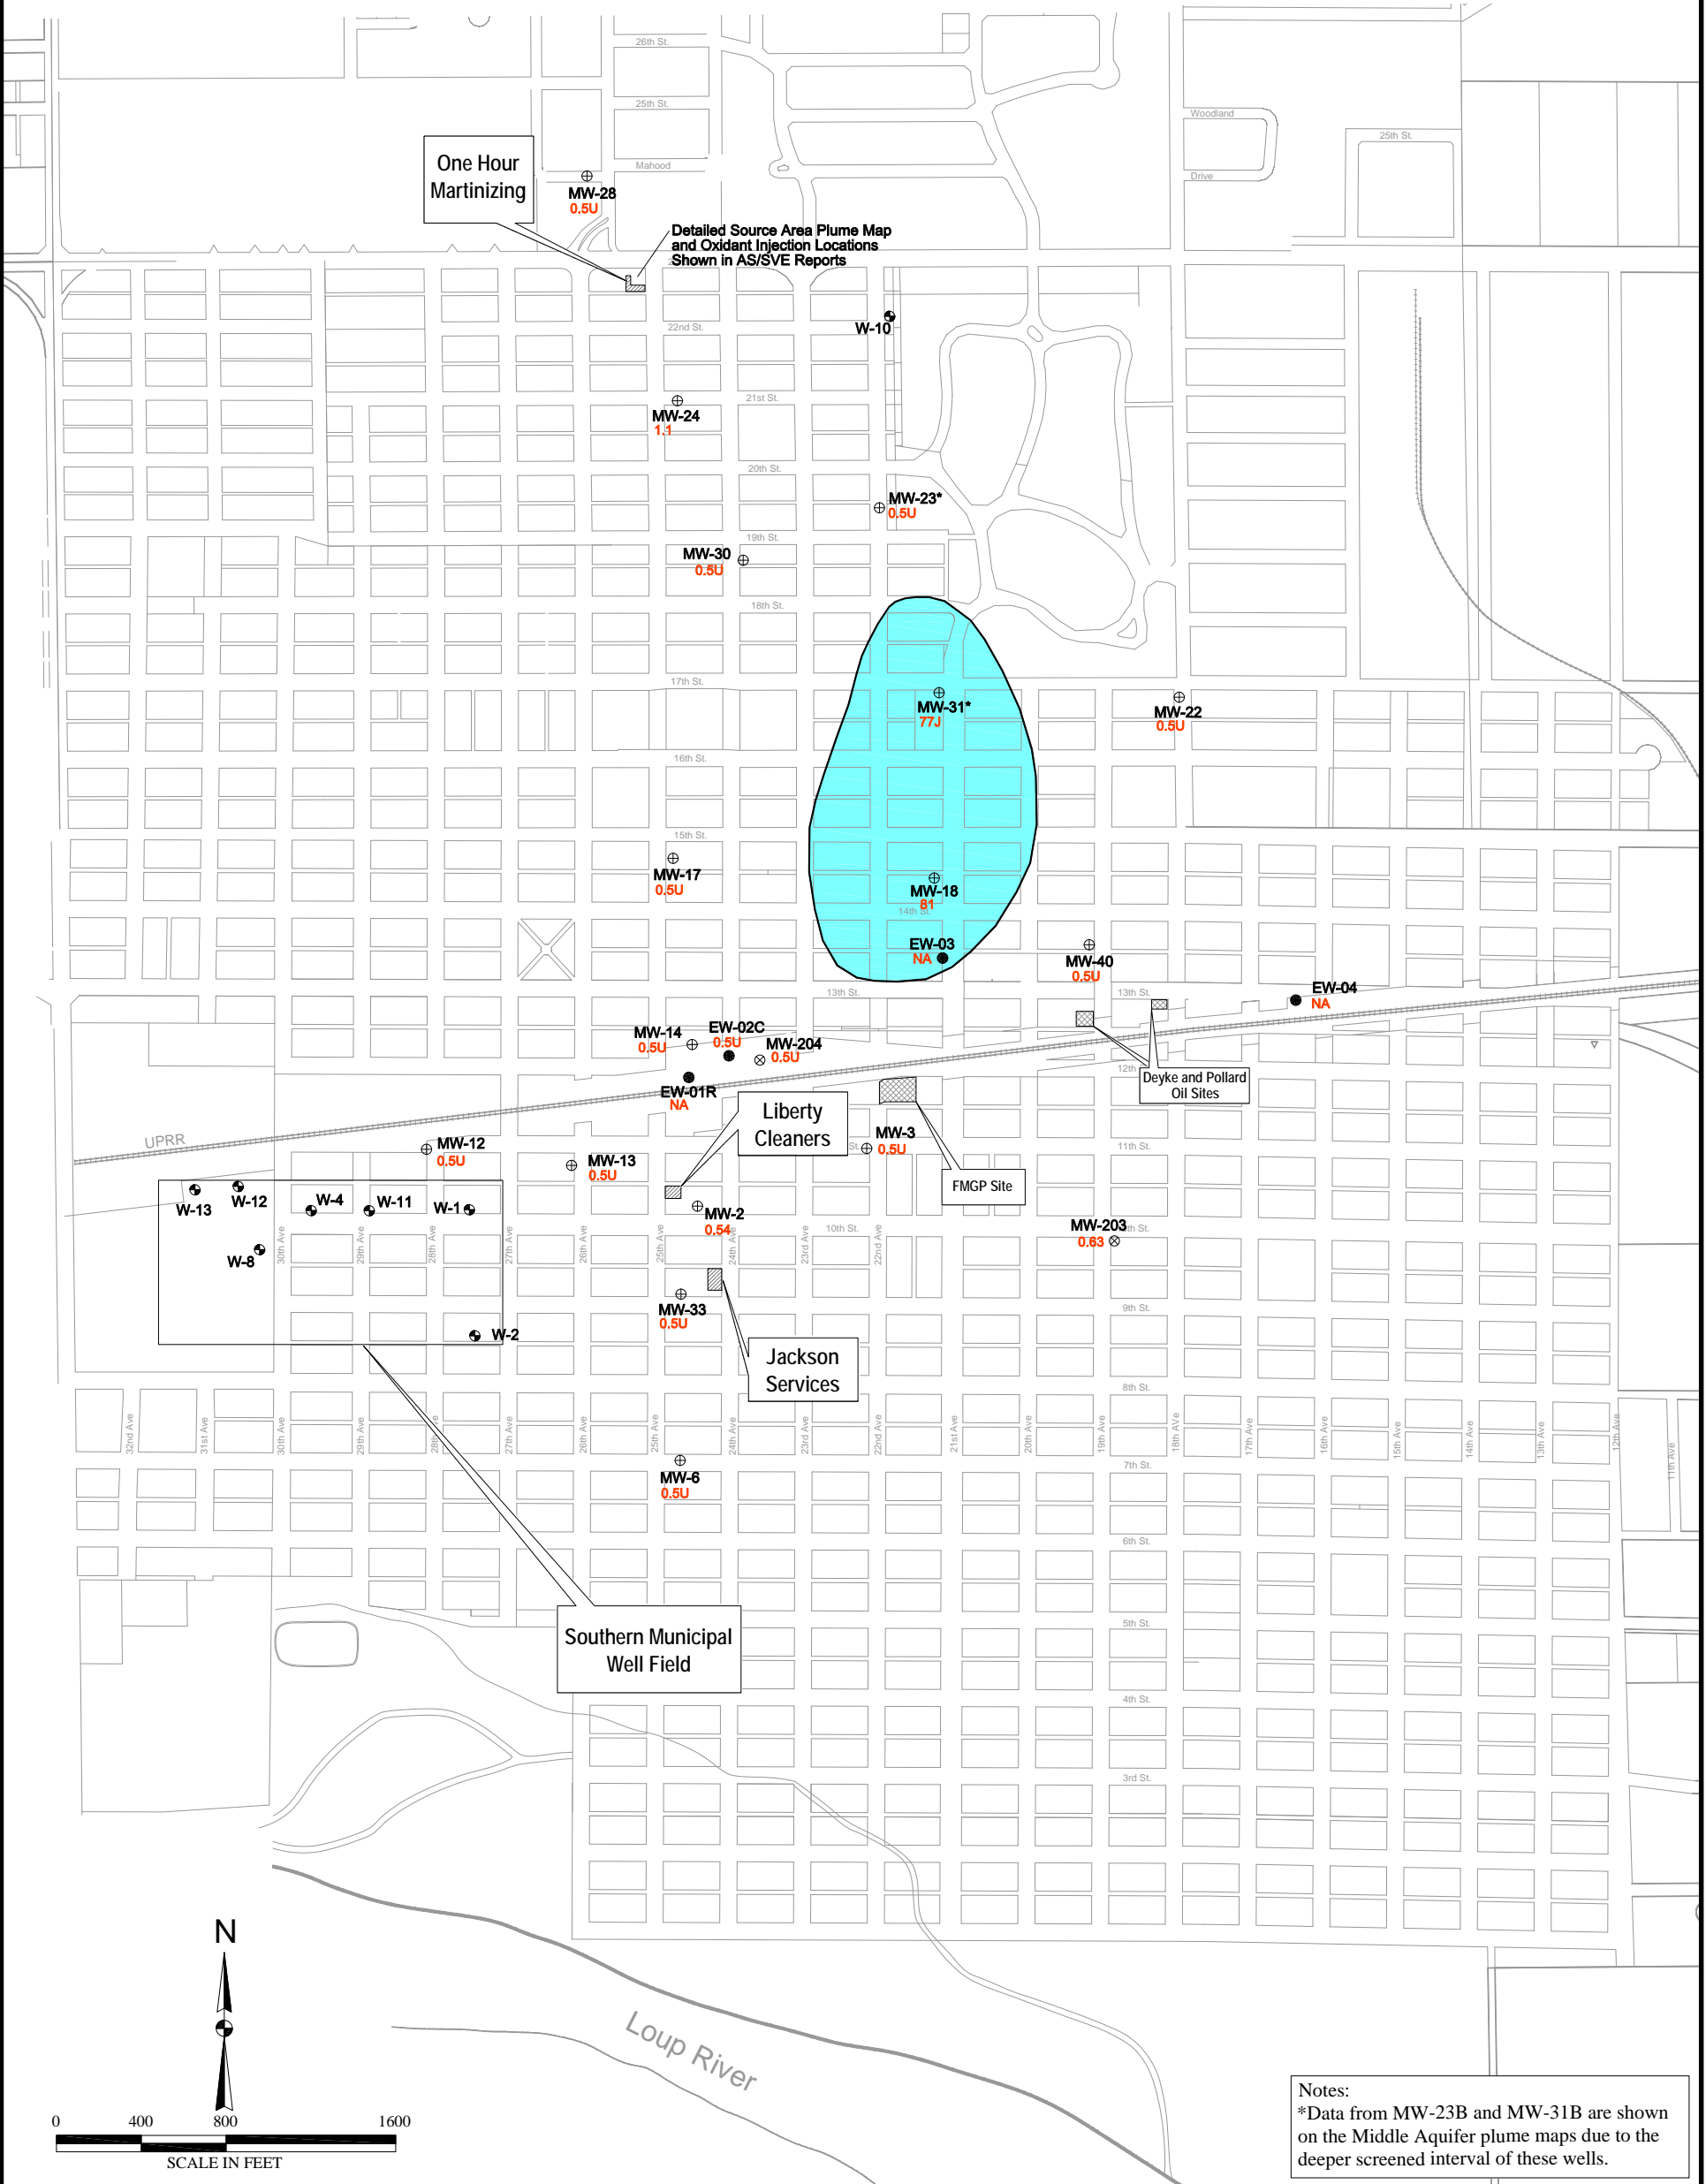 26th St.
25th St.
Mahood
Woodland
Drive
25th St.
One Hour
Martinizing
MW-28
0.5U
Detailed Source Area Plume Map
and Oxidant Injection Locations
Shown in AS/SVE Reports
22nd St.
W-10
21st St.
MW-24
1.1
20th St.
MW-23*
0.5U
19th St.
MW-30
0.5U
18th St.
17th St.
MW-31*
77J
MW-22
0.5U
16th St.
15th St.
MW-17
0.5U
MW-18
81
14th St.
EW-03
NA
MW-40
0.5U
13th St.
13th St.
EW-04
NA
MW-14
0.5U
EW-02C
0.5U
MW-204
0.5U
12th
EW-01R
NA
Deyke and Pollard
Oil Sites
Liberty
Cleaners
UPRR
MW-12
0.5U
MW-13
0.5U
St.
MW-3
0.5U
11th St.
FMGP Site
W-13
W-12
W-4
W-11
W-1
MW-2
0.54
10th St.
MW-203
0.63
th St.
W-8
30th Ave
29th Ave
28th Ave
27th Ave
26th Ave
25th Ave
24th Ave
23rd Ave
22nd Ave
MW-33
0.5U
9th St.
W-2
Jackson
Services
8th St.
32nd Ave
31st Ave
30th Ave
29th Ave
28th Ave
27th Ave
26th Ave
25th Ave
24th Ave
23rd Ave
22nd Ave
21st Ave
20th Ave
19th Ave
18th Ave
17th Ave
16th Ave
15th Ave
14th Ave
13th Ave
12th Ave
11th Ave
7th St.
MW-6
0.5U
6th St.
5th St.
Southern Municipal
Well Field
4th St.
3rd St.
N
Loup River
0 400 800 1600
SCALE IN FEET
Notes:
*Data from MW-23B and MW-31B are shown
on the Middle Aquifer plume maps due to the
deeper screened interval of these wells.